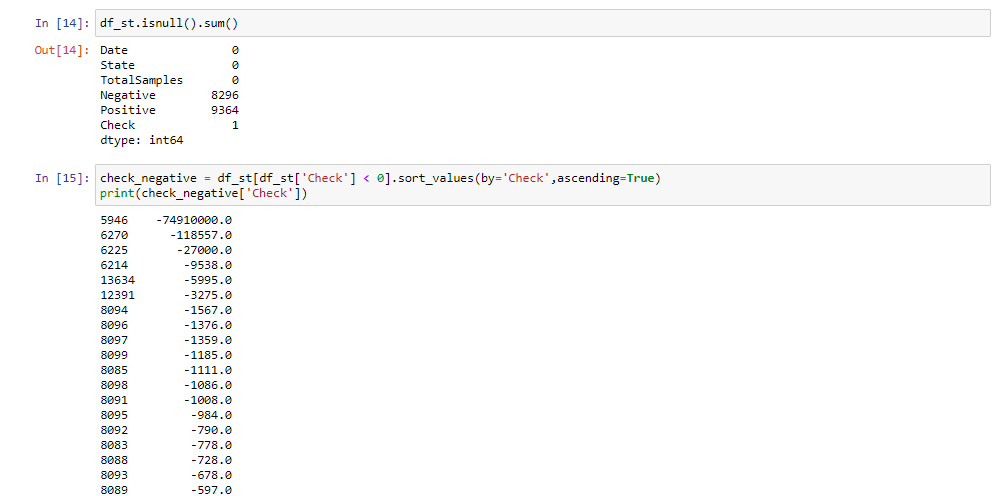 In [14]: df_st.isnull().sum()
Out[14]: Date 0
State 0
TotalSamples 0
Negative 8296
Positive 9364
Check 1
dtype: int64
In [15]: check_negative = df_st[df_st['Check'] < 0].sort_values(by='Check',ascending=True)
print(check_negative['Check'])
5946 -74910000.0
6270 -118557.0
6225 -27000.0
6214 -9538.0
13634 -5995.0
12391 -3275.0
8094 -1567.0
8096 -1376.0
8097 -1359.0
8099 -1185.0
8085 -1111.0
8098 -1086.0
8091 -1008.0
8095 -984.0
8092 -790.0
8083 -778.0
8088 -728.0
8093 -678.0
8089 -597.0